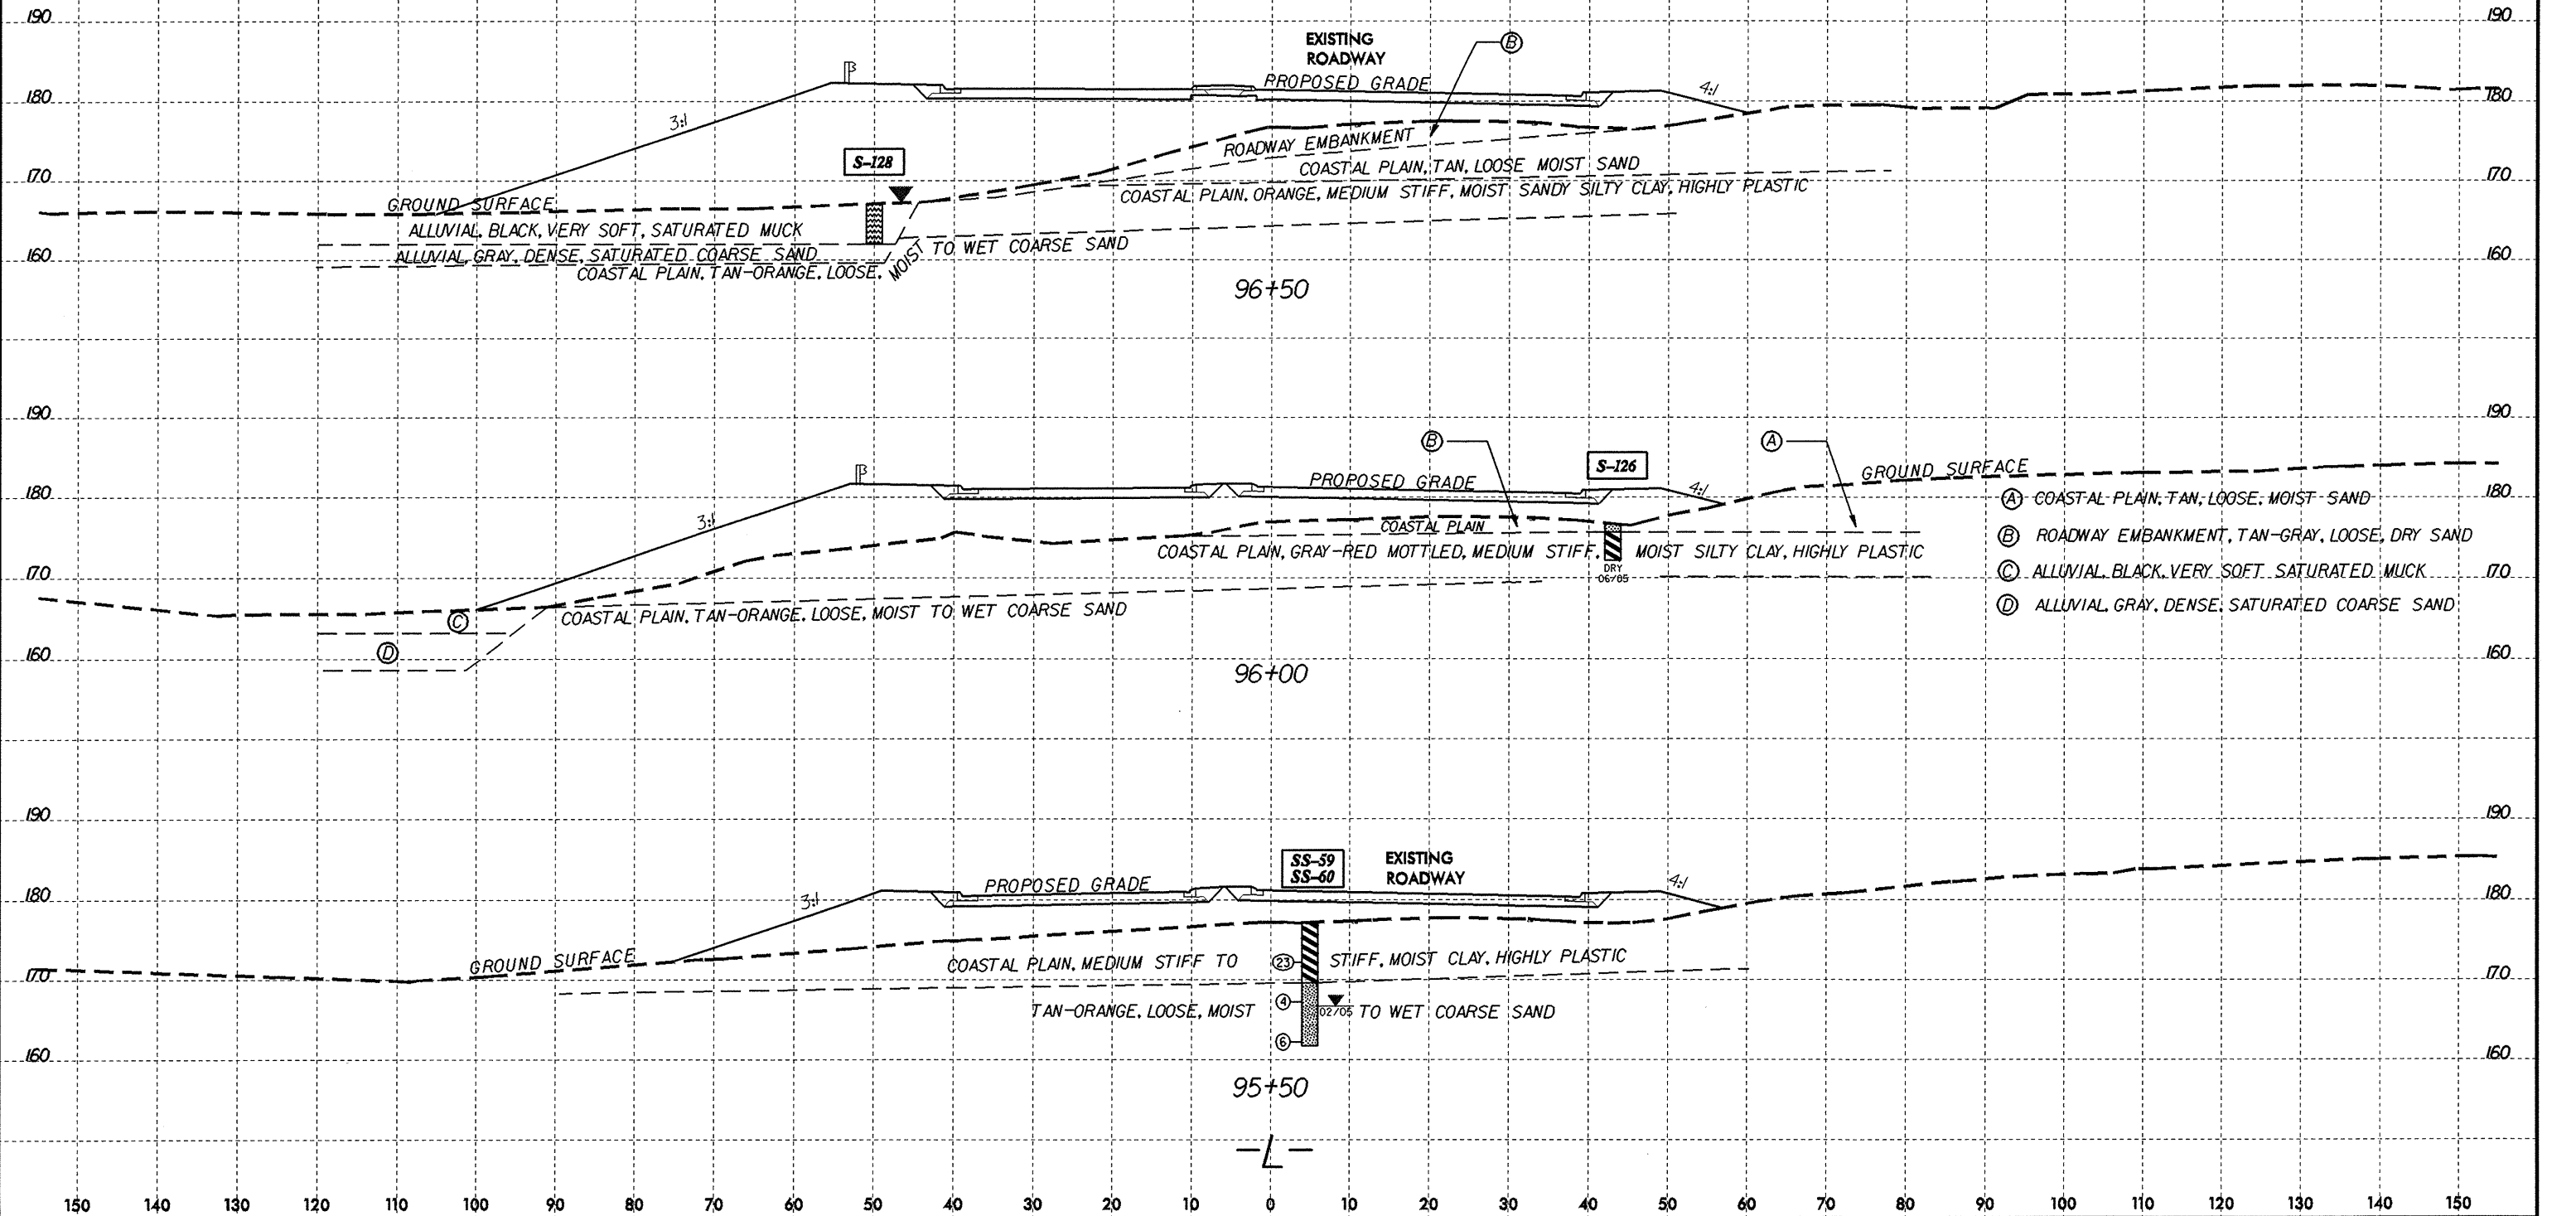 190 190
EXISTING
ROADWAY
B
PROPOSED GRADE
180 4:1 180
3:1
ROADWAY EMBANKMENT
S-128
COASTAL PLAIN, TAN, LOOSE MOIST SAND
170 170
COASTAL PLAIN, ORANGE, MEDIUM STIFF, MOIST SANDY SILTY CLAY, HIGHLY PLASTIC
GROUND SURFACE
ALLUVIAL, BLACK, VERY SOFT, SATURATED MUCK
ALLUVIAL, GRAY, DENSE, SATURATED COARSE SAND
160 160
COASTAL PLAIN, TAN-ORANGE, LOOSE, MOIST TO WET COARSE SAND
96+50
190 190
B S-126 A
GROUND SURFACE
PROPOSED GRADE
180 4:1 180
A COASTAL PLAIN, TAN, LOOSE, MOIST SAND
3:1
COASTAL PLAIN
B ROADWAY EMBANKMENT, TAN-GRAY, LOOSE, DRY SAND
COASTAL PLAIN, GRAY-RED MOTTLED, MEDIUM STIFF, MOIST SILTY CLAY, HIGHLY PLASTIC
DRY
06/05
170 170
C ALLUVIAL, BLACK, VERY SOFT SATURATED MUCK
D ALLUVIAL, GRAY, DENSE, SATURATED COARSE SAND
COASTAL PLAIN, TAN-ORANGE, LOOSE, MOIST TO WET COARSE SAND
C
D
160 160
96+00
190 190
SS-59
SS-60
EXISTING
ROADWAY
PROPOSED GRADE
4:1
180 180
3:1
GROUND SURFACE
COASTAL PLAIN, MEDIUM STIFF TO 23 STIFF, MOIST CLAY, HIGHLY PLASTIC
170 170
TAN-ORANGE, LOOSE, MOIST 4 02/05 TO WET COARSE SAND
6
160 160
95+50
-L-
150 140 130 120 110 100 90 80 70 60 50 40 30 20 10 0 10 20 30 40 50 60 70 80 90 100 110 120 130 140 150